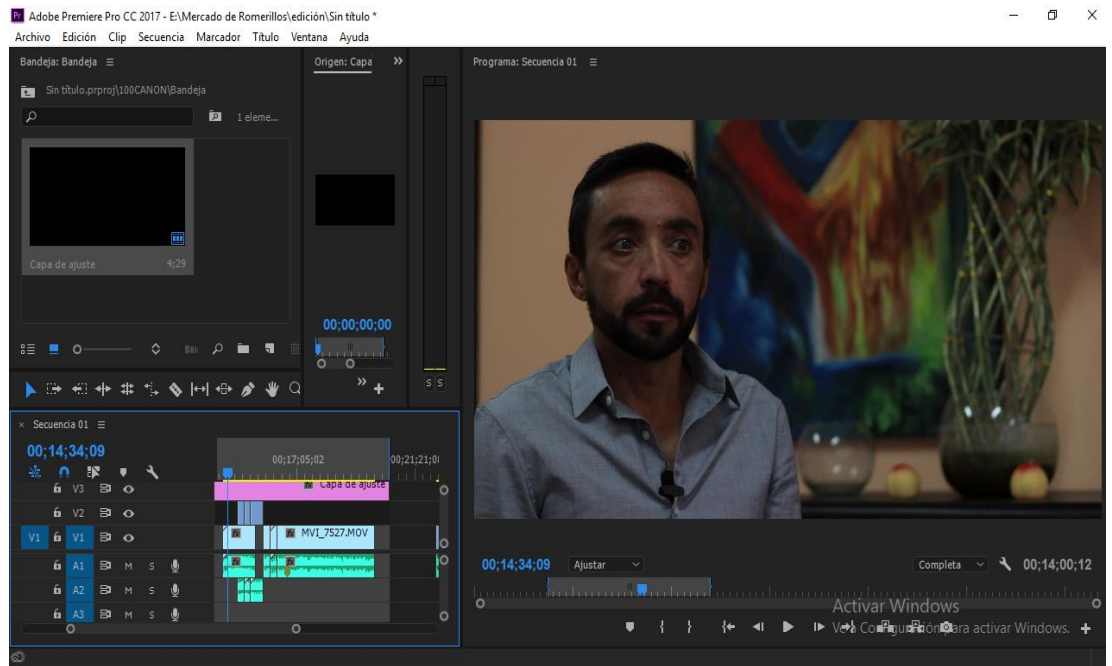 Adobe Premiere Pro CC 2017 - E:\Mercado de Romerillos\edición\Sin título *
Archivo Edición Clip Secuencia Marcador Título Ventana Ayuda
Bandeja: Bandeja
Sin título.prproj\100CANON\Bandeja
1 eleme...
Capa de ajuste 4;29
Origen: Capa
00;00;00;00
S S
Programa: Secuencia 01
Secuencia 01
00;14;34;09
00;17;05;02
00;21;21;0
V3
Capa de ajuste
V2
V1 V1
fx fx MVI_7527.MOV
A1 M S
A2 M S
A3 M S
00;14;34;09 Ajustar Completa 00;14;00;12
Activar Windows
Ve a Configuración para activar Windows.